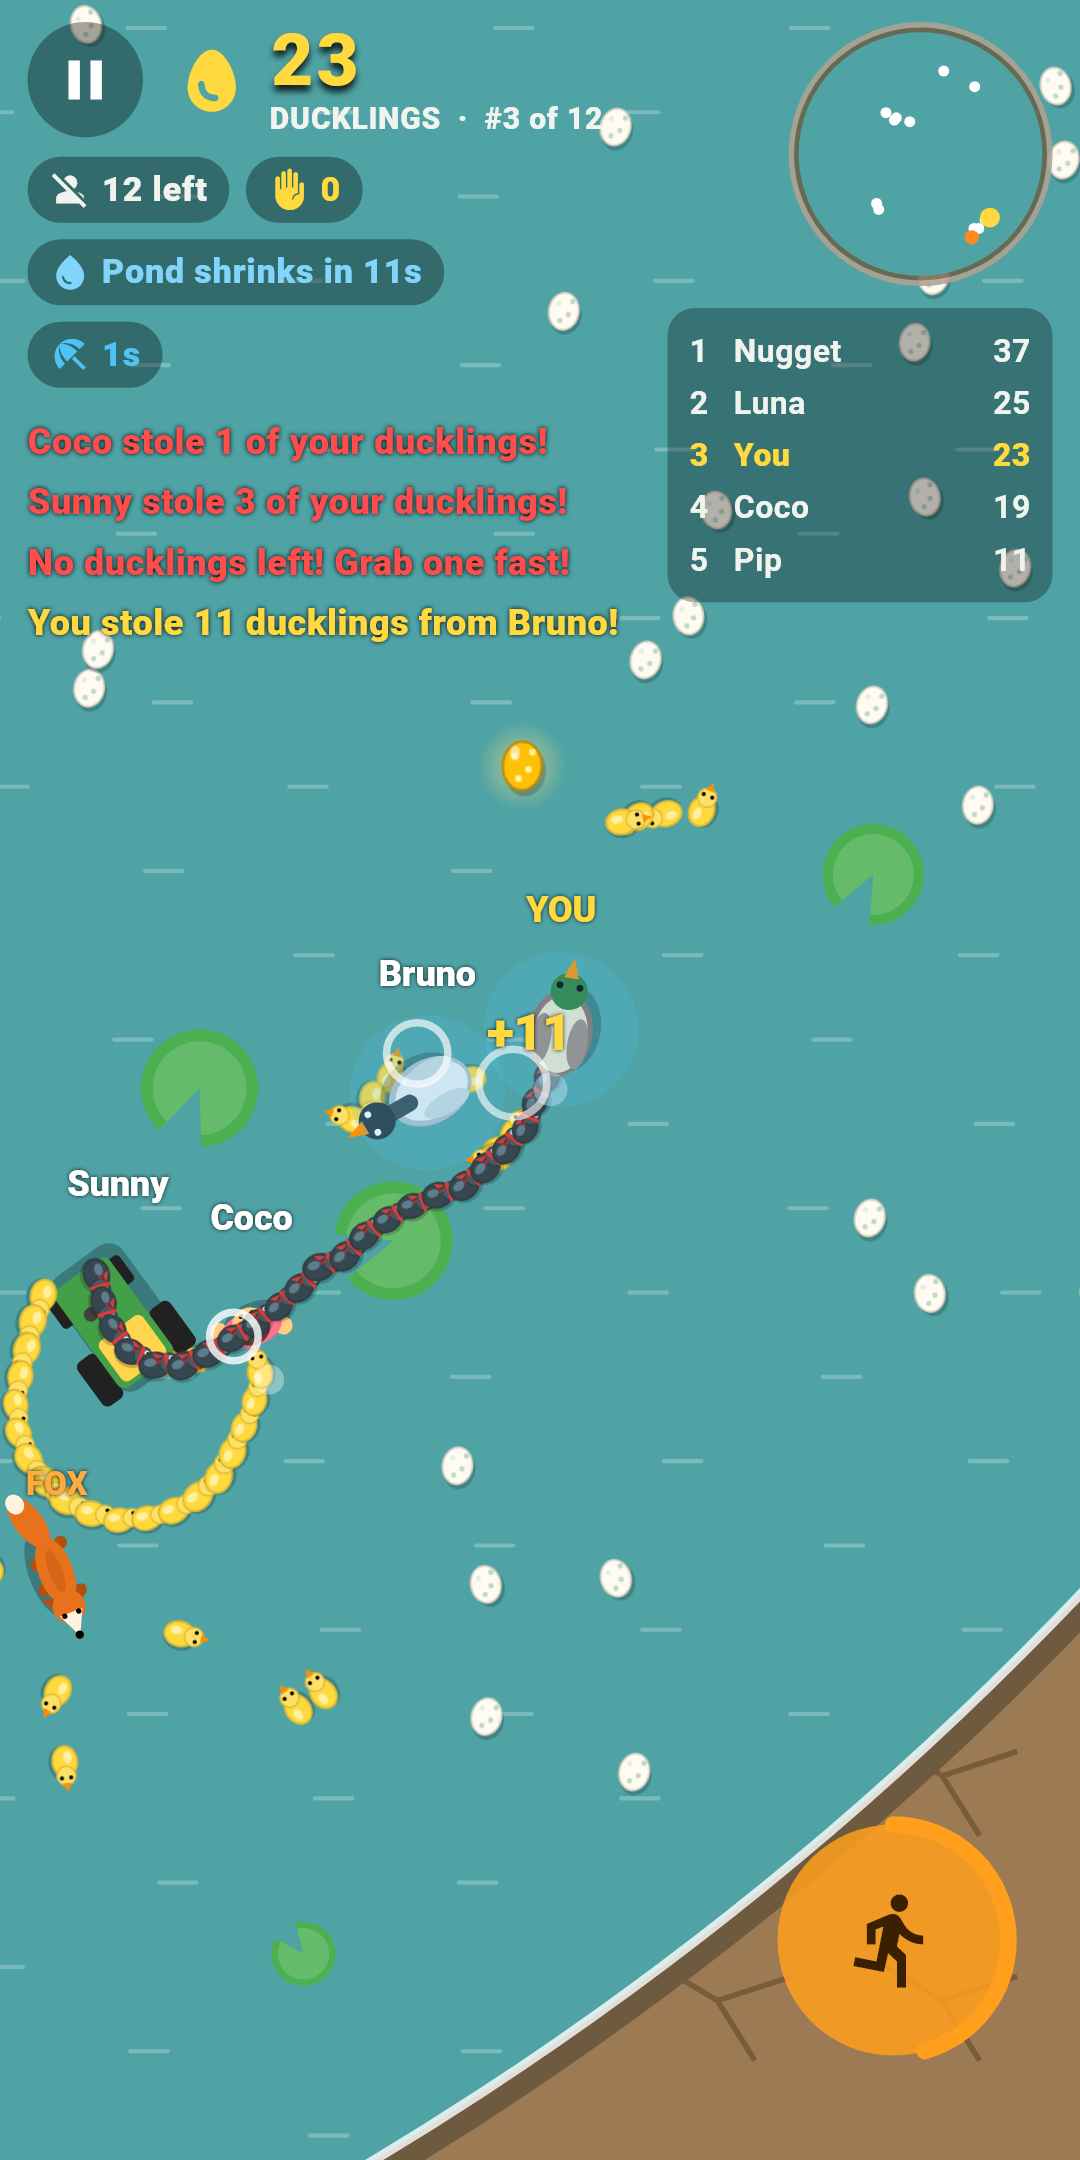 23
DUCKLINGS · #3 of 12
12 left
0
Pond shrinks in 11s
1s
1 Nugget 37
2 Luna 25
3 You 23
4 Coco 19
5 Pip 11
Coco stole 1 of your ducklings!
Sunny stole 3 of your ducklings!
No ducklings left! Grab one fast!
You stole 11 ducklings from Bruno!
YOU
Bruno
+11
Sunny
Coco
FOX